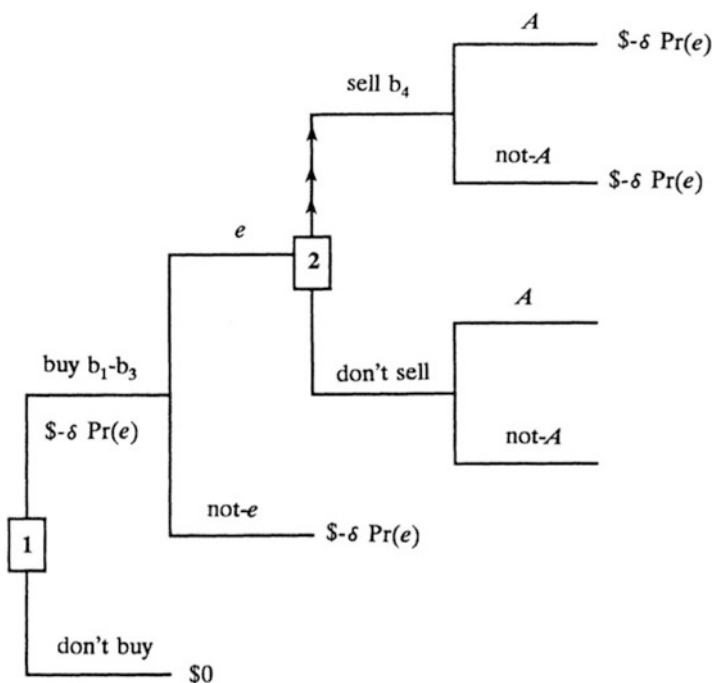 A
$-δ Pr(e)
sell b₄
not-A
$-δ Pr(e)
e
2
A
buy b₁-b₃
don't sell
$-δ Pr(e)
not-A
not-e
$-δ Pr(e)
1
don't buy
$0